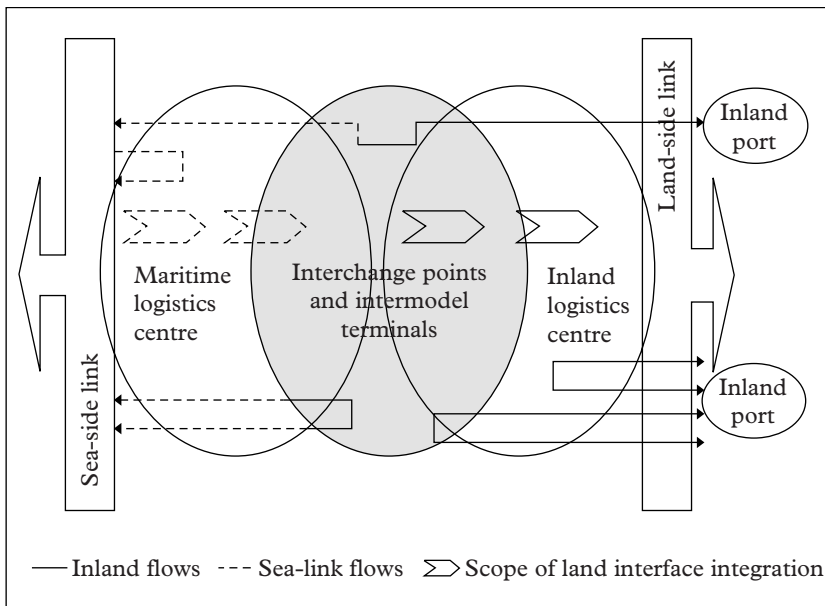 Sea-side link
Maritime
logistics
centre
Interchange points
and intermodel
terminals
Inland
logistics
centre
Land-side link
Inland
port
Inland
port
Inland flows
Sea-link flows
Scope of land interface integration